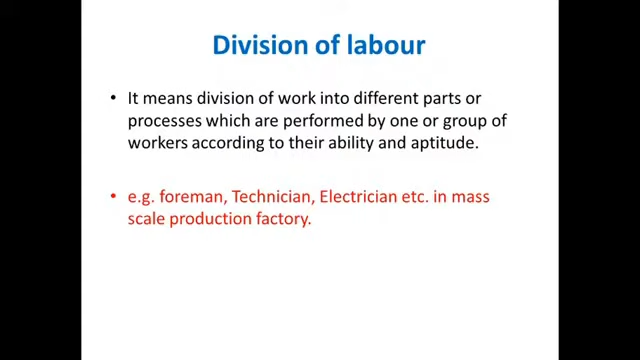 Division of labour
• It means division of work into different parts or
processes which are performed by one or group of
workers according to their ability and aptitude.
• e.g. foreman, Technician, Electrician etc. in mass
scale production factory.